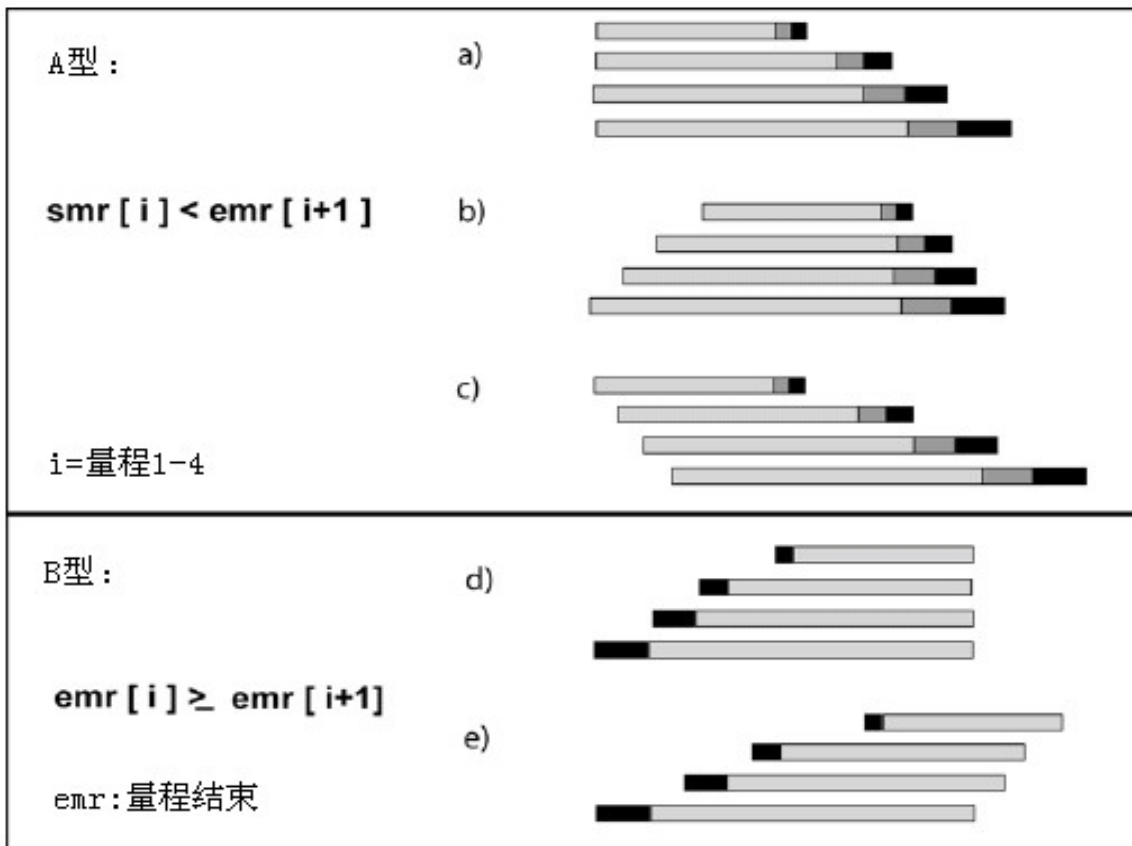 A型：
a)
smr [ i ] < emr [ i+1 ]
b)
c)
i=量程1-4
B型：
d)
emr [ i ] ≥ emr [ i+1]
e)
emr:量程结束